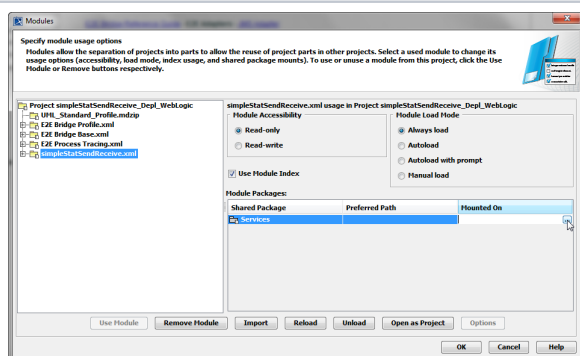 Modules
Specify module usage options
Modules allow the separation of projects into parts to allow the reuse of project parts in other projects. Select a used module to change its
usage options (accessibility, load mode, index usage, and shared package mounts). To use or unuse a module from this project, click the Use
Module or Remove buttons respectively.
Project simpleStatSendReceive_Depl_WebLogic
UML_Standard_Profile.mdzip
E2E Bridge Profile.xml
E2E Bridge Base.xml
E2E Process Tracing.xml
simpleStatSendReceive.xml
simpleStatSendReceive.xml usage in Project simpleStatSendReceive_Depl_WebLogic
Module Accessibility
Read-only
Read-write
Module Load Mode
Always load
Autoload
Autoload with prompt
Manual load
Use Module Index
Module Packages:
Shared Package Preferred Path Mounted On
Services
...
Use Module Remove Module Import Reload Unload Open as Project Options
OK Cancel Help